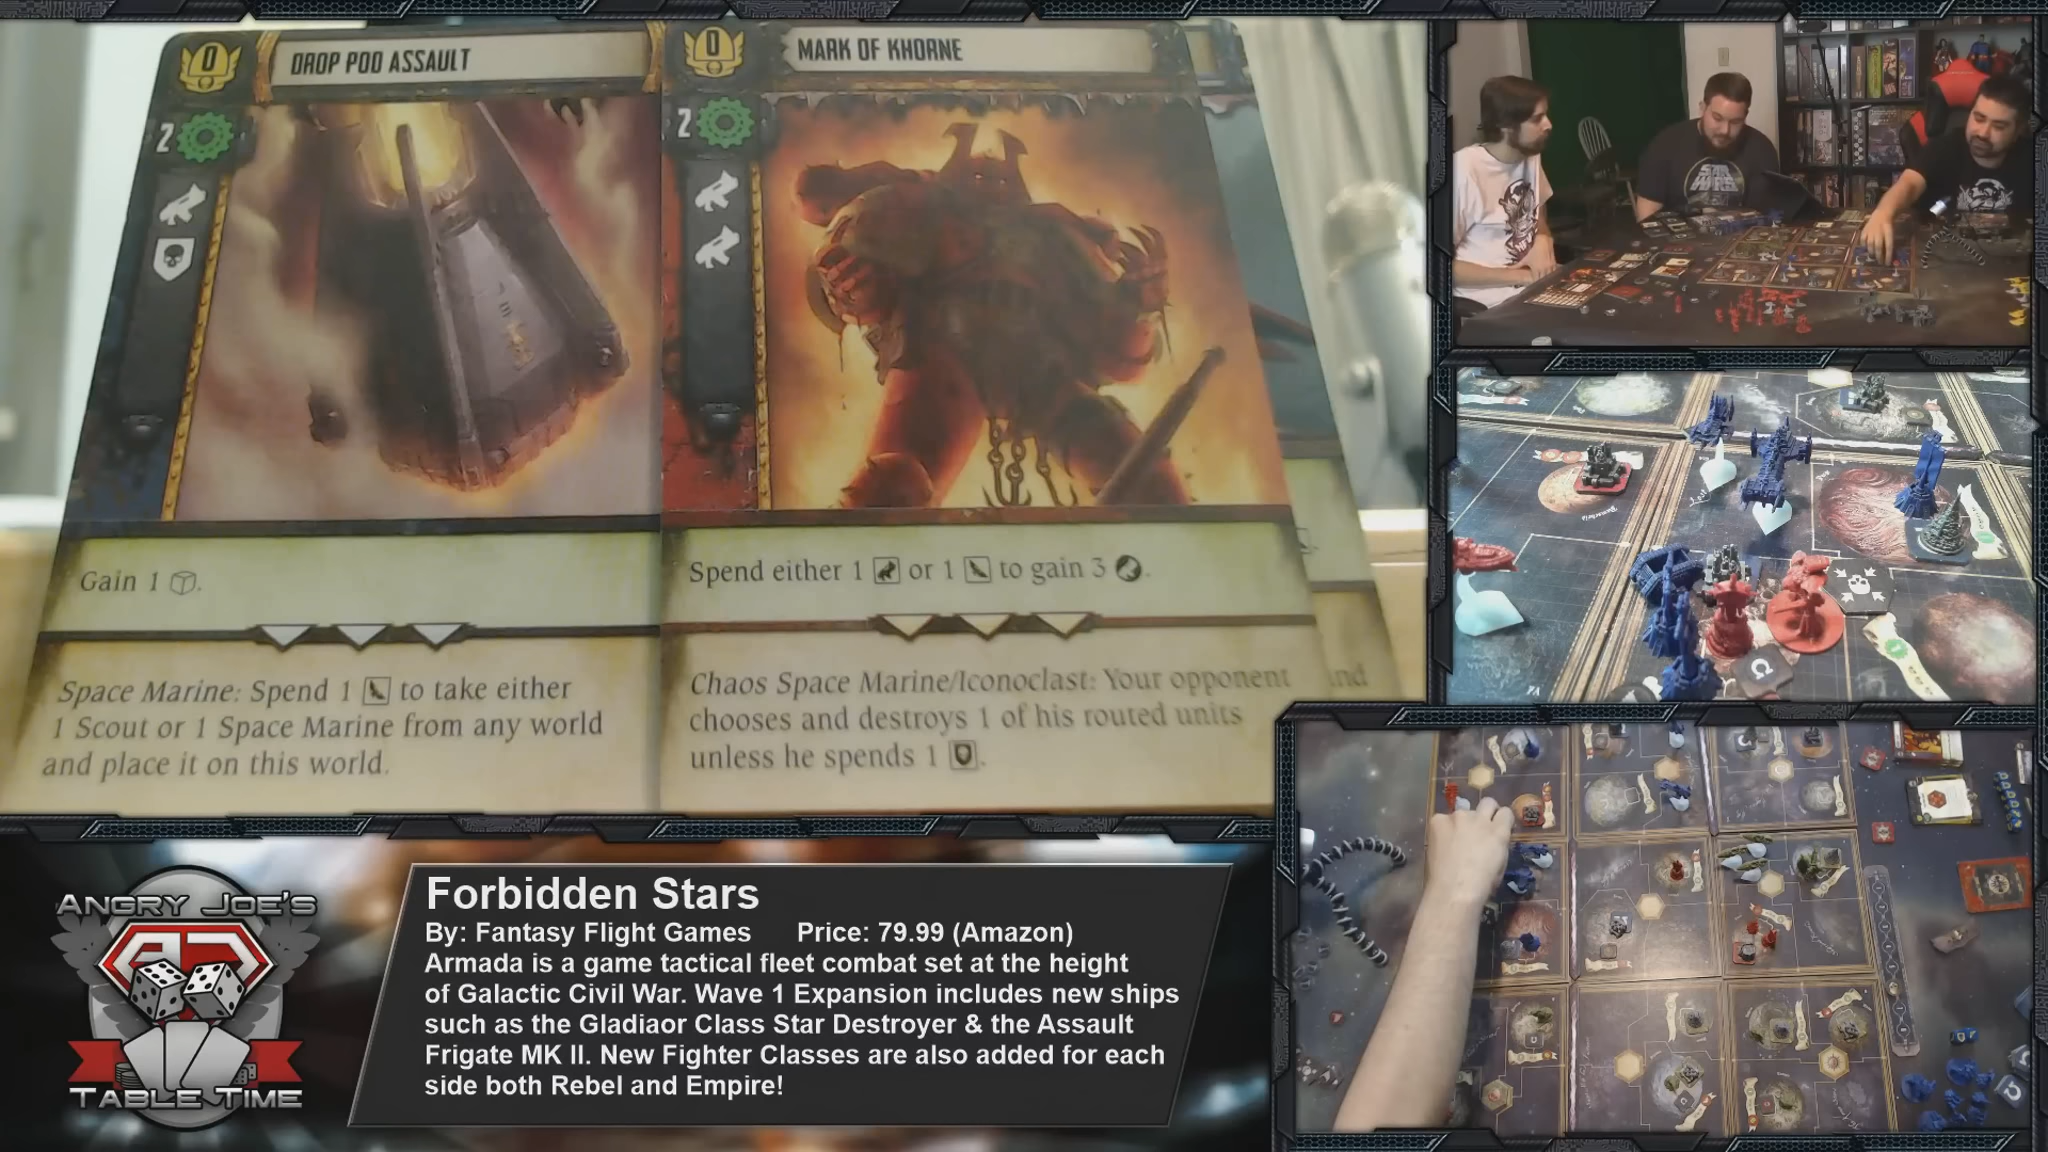 0
DROP POD ASSAULT
2
Gain 1
Space Marine: Spend 1 to take either
1 Scout or 1 Space Marine from any world
and place it on this world.
0
MARK OF KHORNE
2
Spend either 1 or 1 to gain 3
Chaos Space Marine/Iconoclast: Your opponent
chooses and destroys 1 of his routed units
unless he spends 1
STAR
WARS
ANGRY JOE'S
AJ
TABLE TIME
Forbidden Stars
By: Fantasy Flight Games Price: 79.99 (Amazon)
Armada is a game tactical fleet combat set at the height
of Galactic Civil War. Wave 1 Expansion includes new ships
such as the Gladiaor Class Star Destroyer & the Assault
Frigate MK II. New Fighter Classes are also added for each
side both Rebel and Empire!